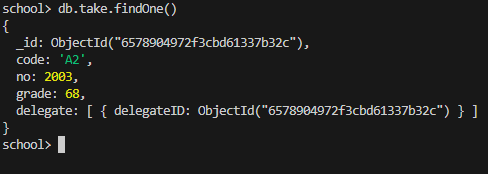 school> db.take.findOne()
{
  _id: ObjectId("6578904972f3cbd61337b32c"),
  code: 'A2',
  no: 2003,
  grade: 68,
  delegate: [ { delegateID: ObjectId("6578904972f3cbd61337b32c") } ]
}
school>